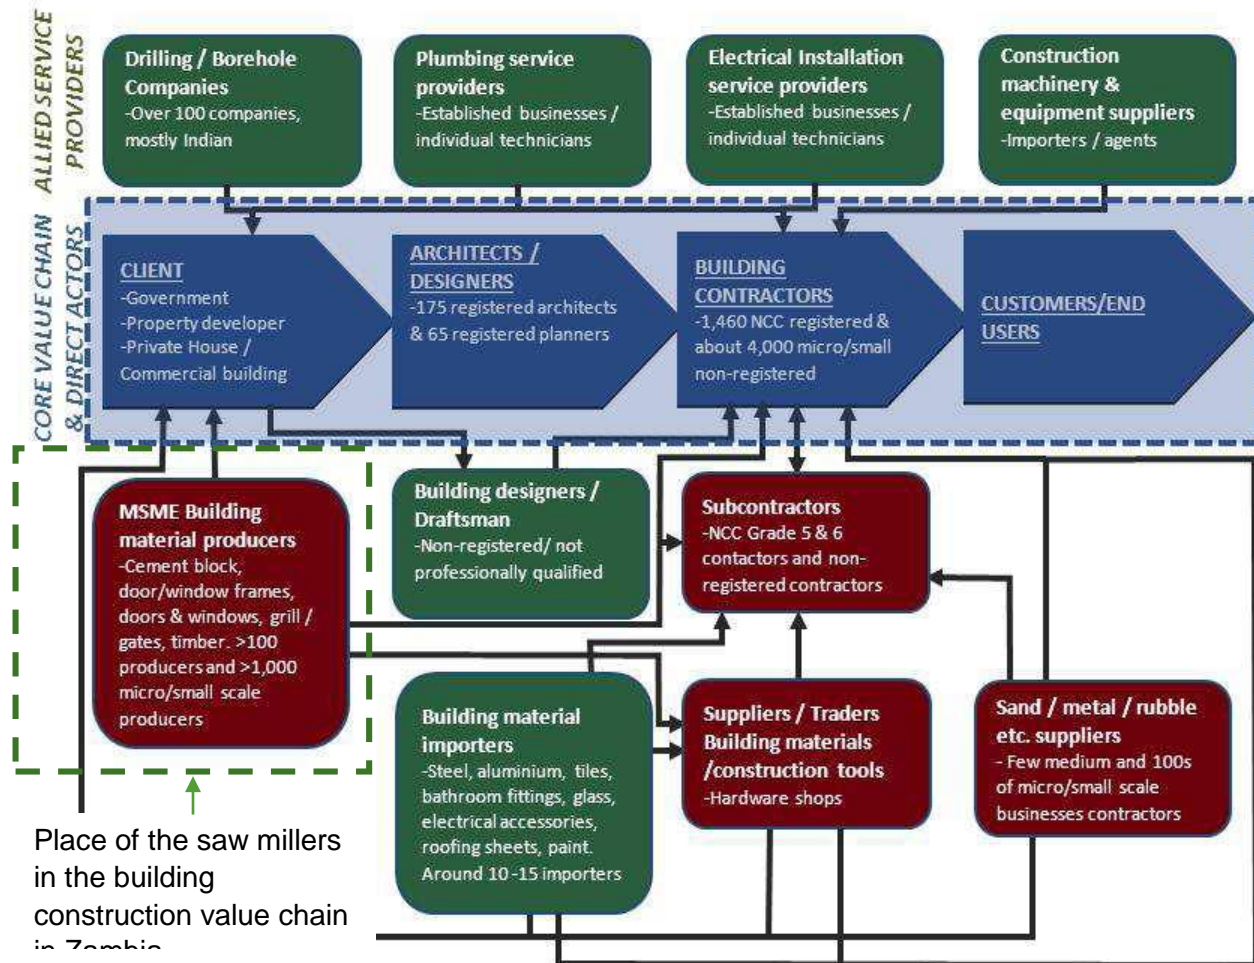 ALLIED SERVICE
PROVIDERS
Drilling / Borehole
Companies
-Over 100 companies,
mostly Indian
Plumbing service
providers
-Established businesses /
individual technicians
Electrical Installation
service providers
-Established businesses /
individual technicians
Construction
machinery &
equipment suppliers
-Importers / agents
CORE VALUE CHAIN
& DIRECT ACTORS
CLIENT
-Government
-Property developer
-Private House /
Commercial building
ARCHITECTS /
DESIGNERS
-175 registered architects
& 65 registered planners
BUILDING
CONTRACTORS
-1,460 NCC registered &
about 4,000 micro/small
non-registered
CUSTOMERS/END
USERS
MSME Building
material producers
-Cement block,
door/window frames,
doors & windows, grill /
gates, timber. >100
producers and >1,000
micro/small scale
producers
Building designers /
Draftsman
-Non-registered/ not
professionally qualified
Subcontractors
-NCC Grade 5 & 6
contactors and non-
registered contractors
Building material
importers
-Steel, aluminium, tiles,
bathroom fittings, glass,
electrical accessories,
roofing sheets, paint.
Around 10 -15 importers
Suppliers / Traders
Building materials
/construction tools
-Hardware shops
Sand / metal / rubble
etc. suppliers
- Few medium and 100s
of micro/small scale
businesses contractors
Place of the saw millers
in the building
construction value chain
in Zambia